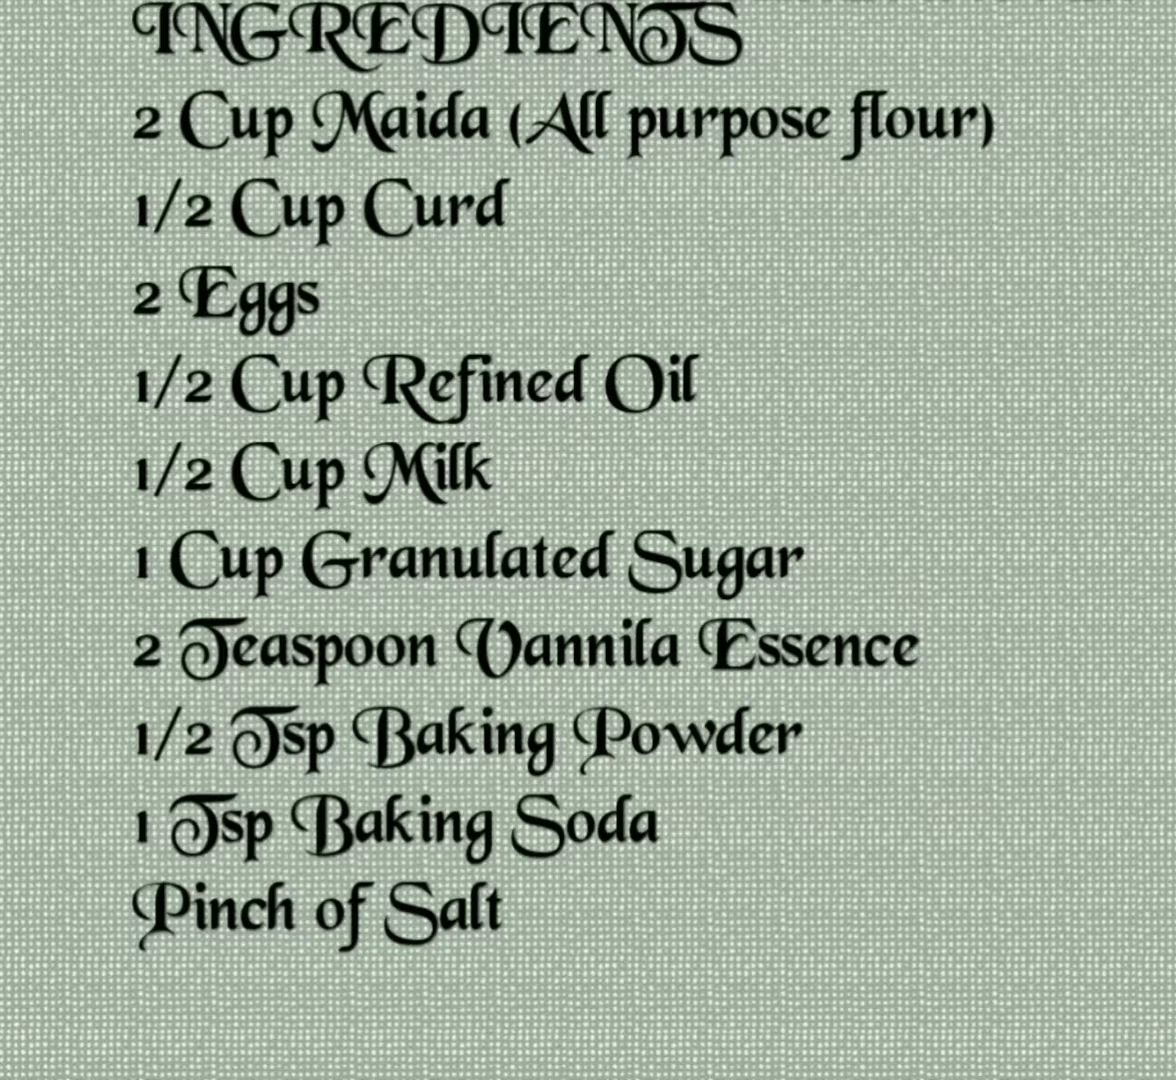 INGREDIENTS
2 Cup Maida (All purpose flour)
1/2 Cup Curd
2 Eggs
1/2 Cup Refined Oil
1/2 Cup Milk
1 Cup Granulated Sugar
2 Teaspoon Vannila Essence
1/2 Tsp Baking Powder
1 Tsp Baking Soda
Pinch of Salt